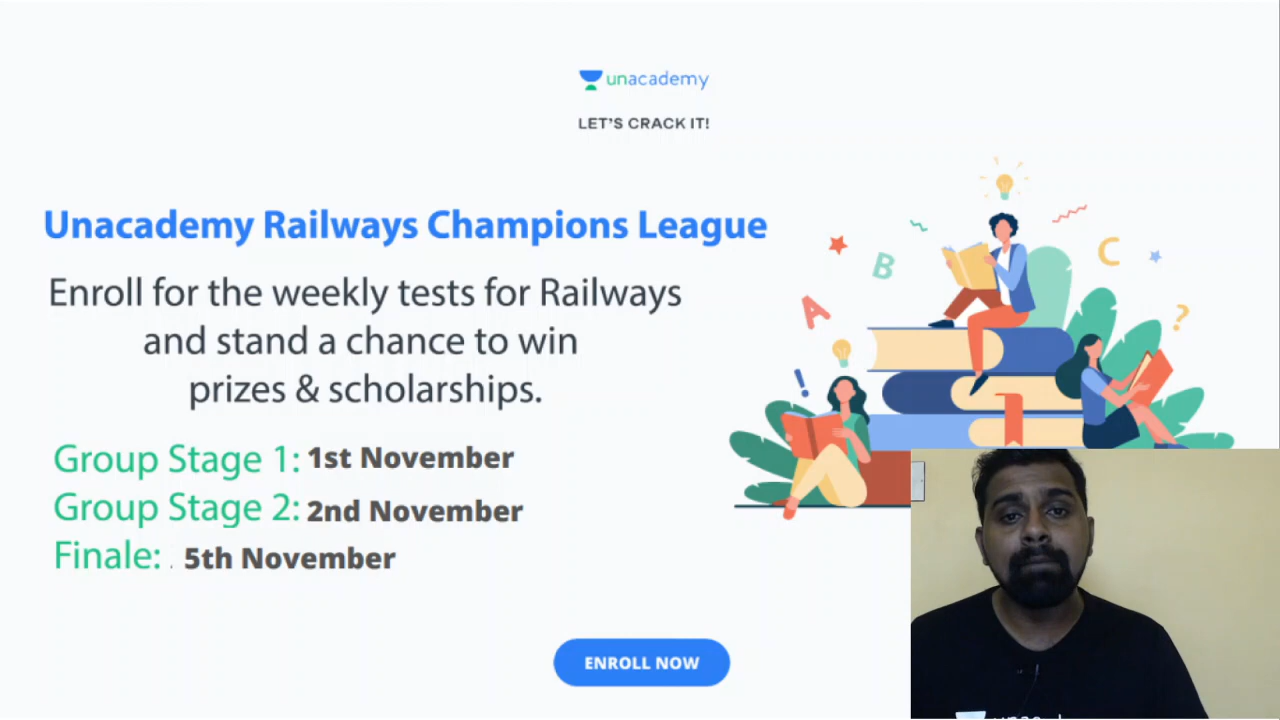 unacademy
LET'S CRACK IT!
Unacademy Railways Champions League
Enroll for the weekly tests for Railways
and stand a chance to win
prizes & scholarships.
Group Stage 1: 1st November
Group Stage 2: 2nd November
Finale: . 5th November
A
B
C
?
!
ENROLL NOW